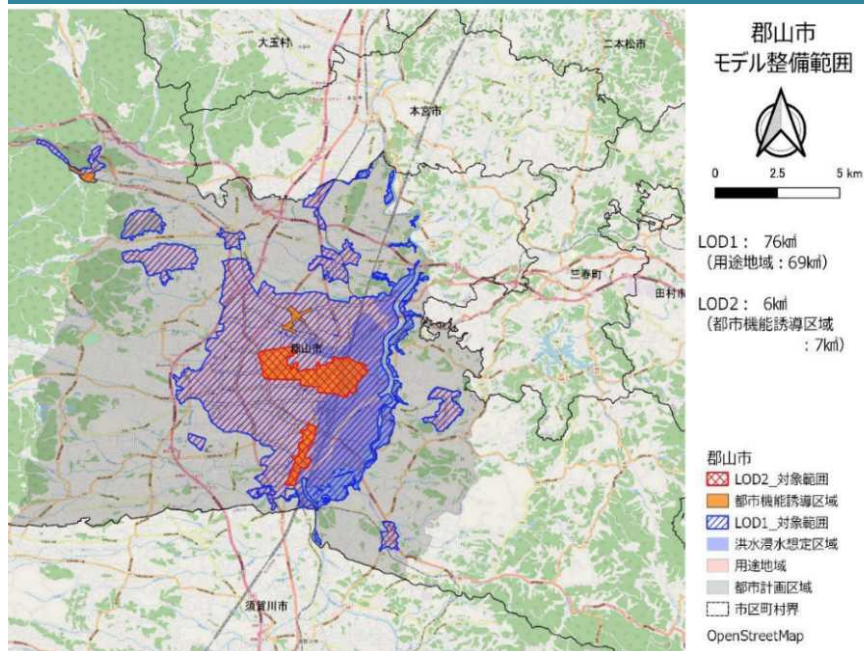 郡山市
モデル整備範囲
0 2.5 5 km
LOD1： 76k㎡
（用途地域：69k㎡）
LOD2： 6k㎡
（都市機能誘導区域
：7k㎡）
郡山市
LOD2_対象範囲
都市機能誘導区域
LOD1_対象範囲
洪水浸水想定区域
用途地域
都市計画区域
市区町村界
OpenStreetMap
大玉村
二本松市
本宮市
三春町
田村市
郡山市
須賀川市